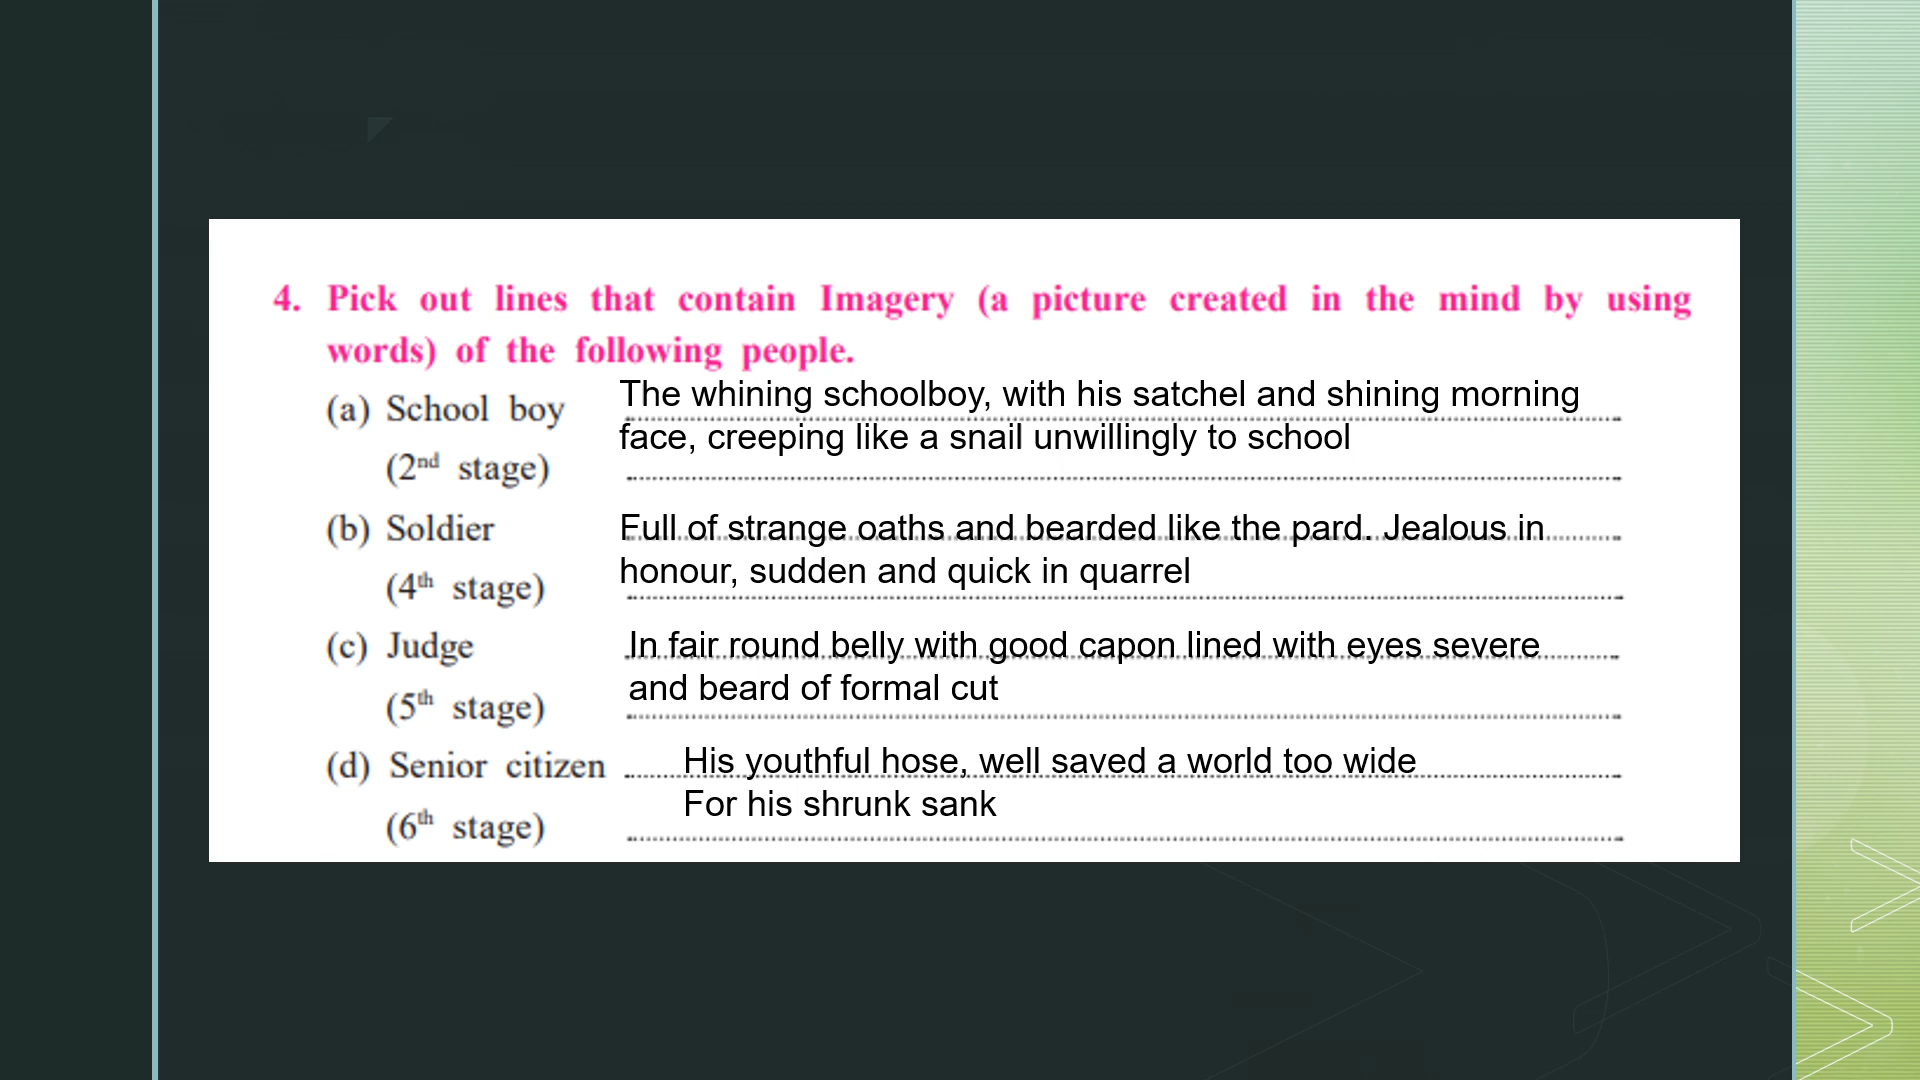 4. Pick out lines that contain Imagery (a picture created in the mind by using
words) of the following people.
(a) School boy The whining schoolboy, with his satchel and shining morning
face, creeping like a snail unwillingly to school
(2nd stage)
(b) Soldier Full of strange oaths and bearded like the pard. Jealous in
honour, sudden and quick in quarrel
(4th stage)
(c) Judge In fair round belly with good capon lined with eyes severe
and beard of formal cut
(5th stage)
(d) Senior citizen His youthful hose, well saved a world too wide
For his shrunk sank
(6th stage)